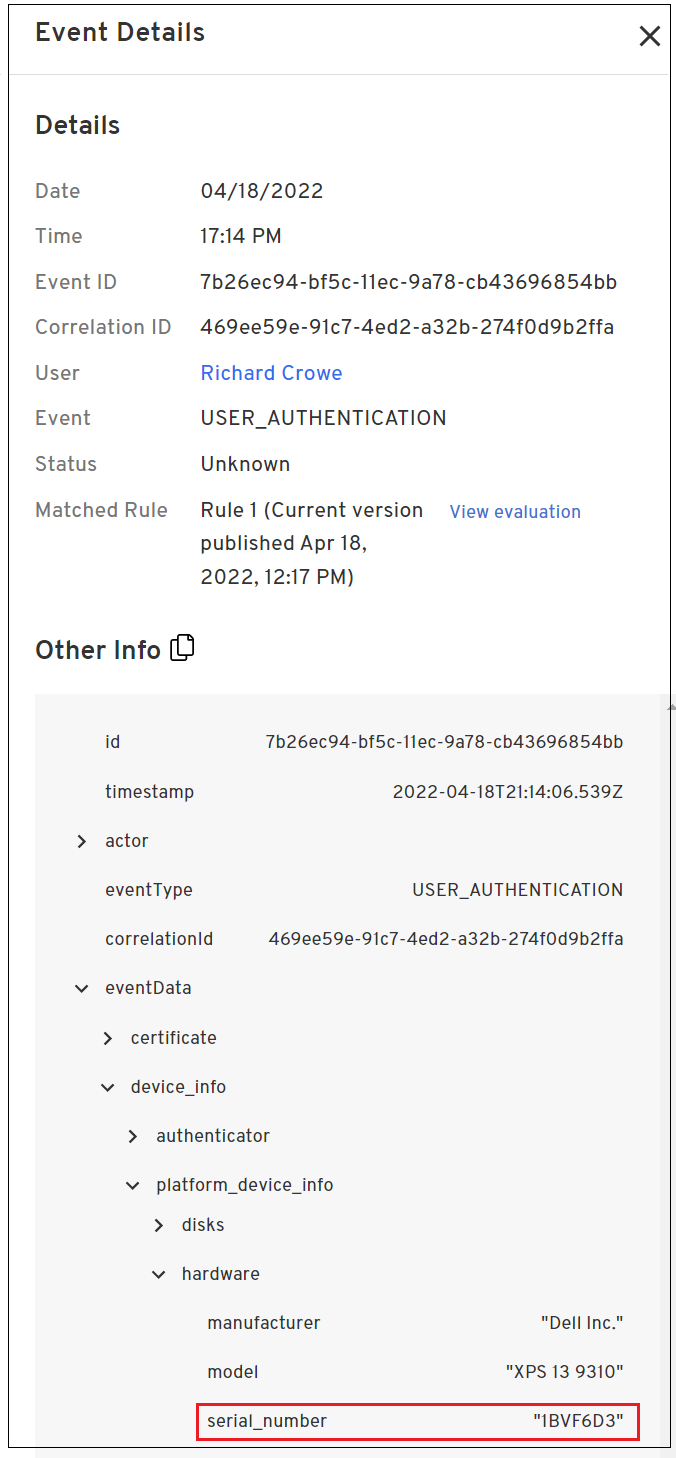 Event Details
Details
Date 04/18/2022
Time 17:14 PM
Event ID 7b26ec94-bf5c-11ec-9a78-cb43696854bb
Correlation ID 469ee59e-91c7-4ed2-a32b-274f0d9b2ffa
User Richard Crowe
Event USER_AUTHENTICATION
Status Unknown
Matched Rule Rule 1 (Current version View evaluation
published Apr 18,
2022, 12:17 PM)
Other Info
id 7b26ec94-bf5c-11ec-9a78-cb43696854bb
timestamp 2022-04-18T21:14:06.539Z
actor
eventType USER_AUTHENTICATION
correlationId 469ee59e-91c7-4ed2-a32b-274f0d9b2ffa
eventData
certificate
device_info
authenticator
platform_device_info
disks
hardware
manufacturer "Dell Inc."
model "XPS 13 9310"
serial_number "1BVF6D3"